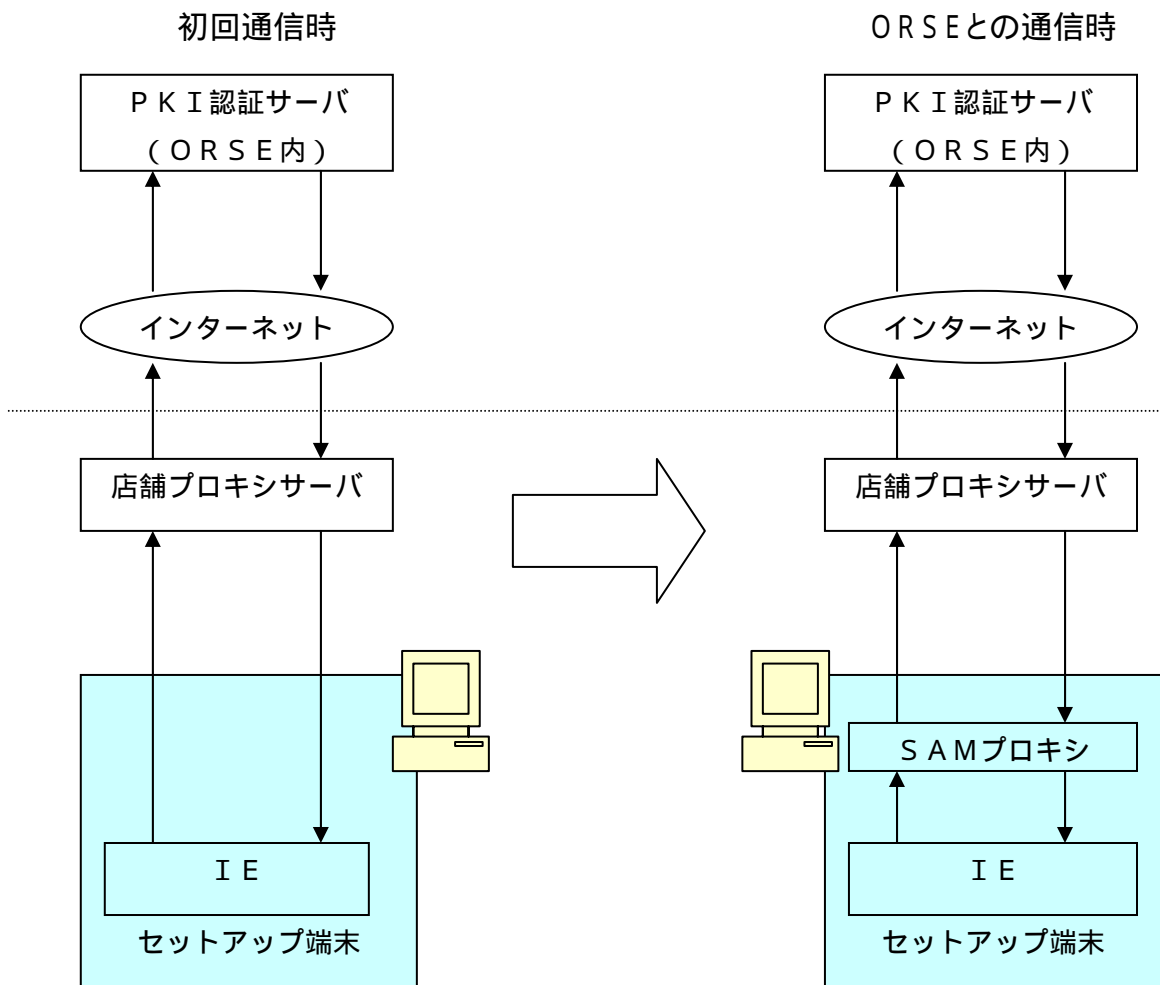 初回通信時
PKI認証サーバ
(ORSE内)
インターネット
店舗プロキシサーバ
IE
セットアップ端末
ORSEとの通信時
PKI認証サーバ
(ORSE内)
インターネット
店舗プロキシサーバ
SAMプロキシ
IE
セットアップ端末